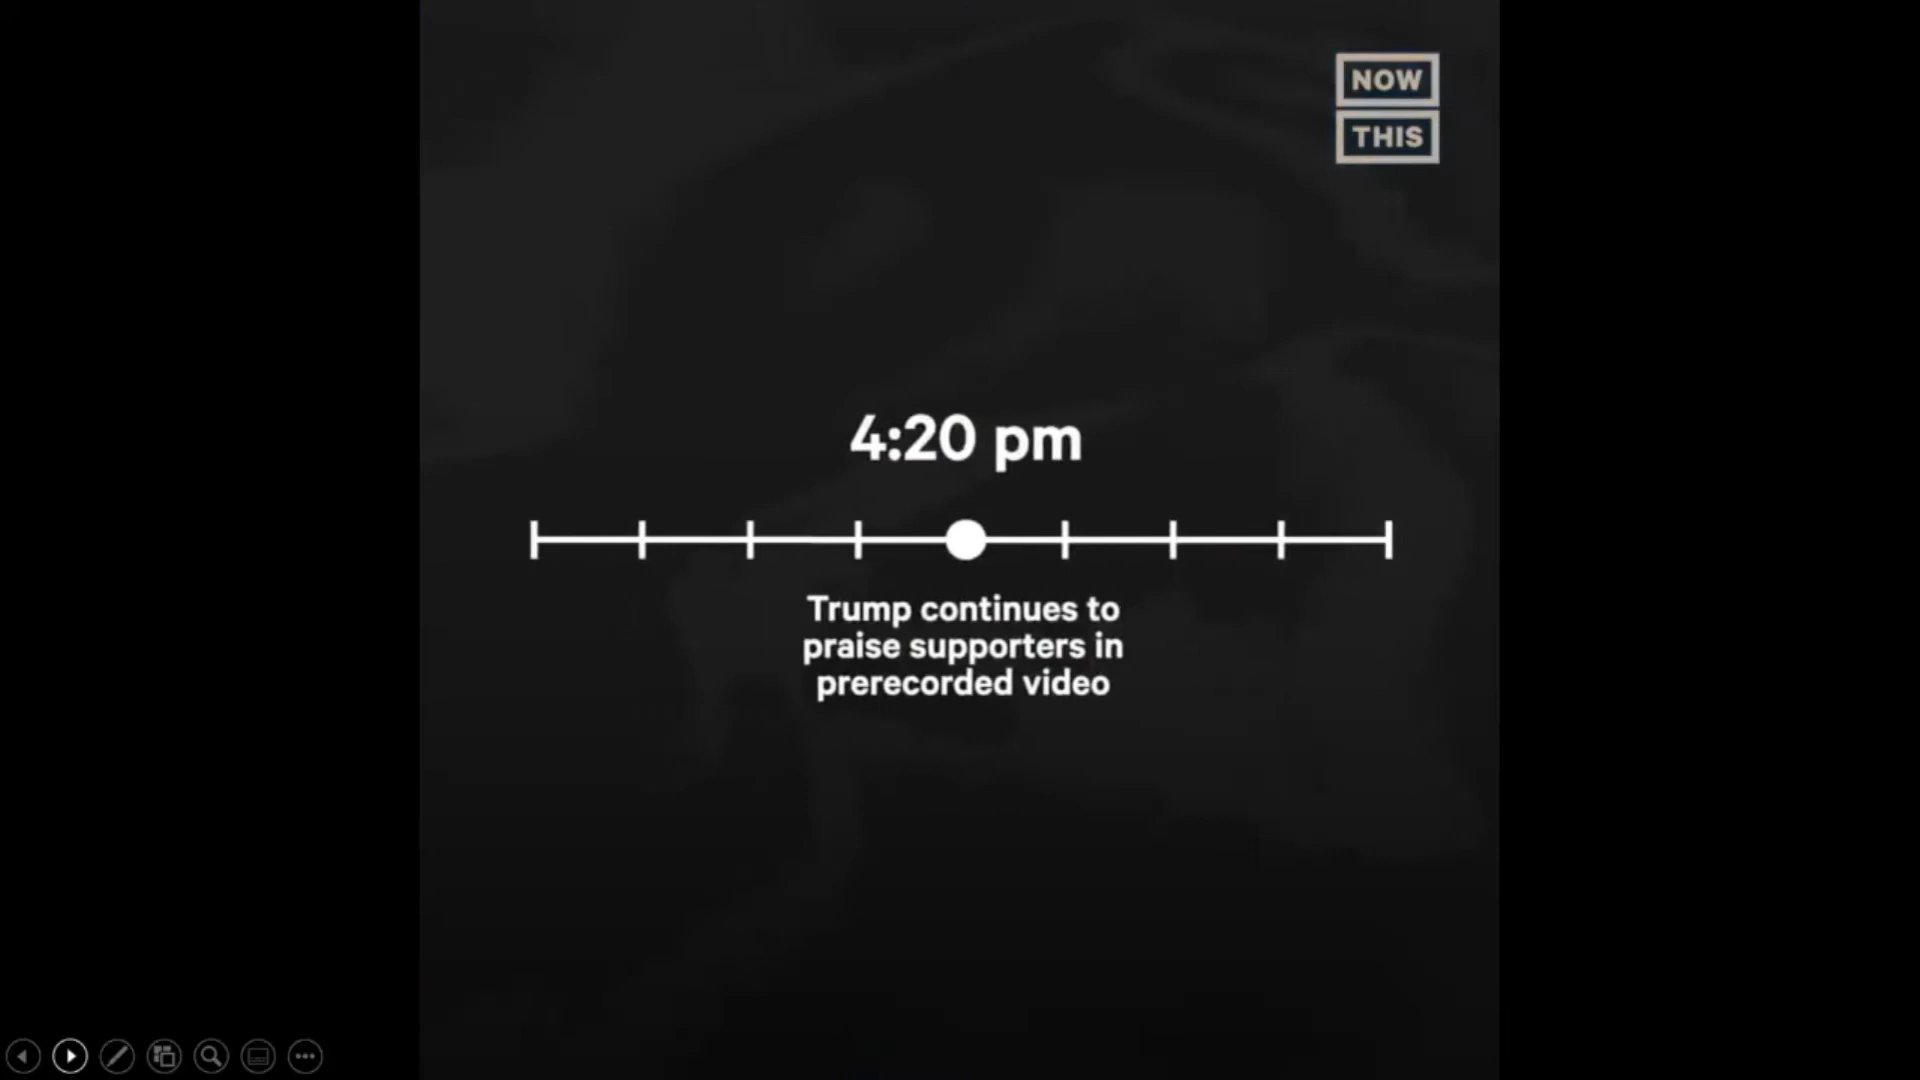 NOW
THIS
4:20 pm
Trump continues to
praise supporters in
prerecorded video